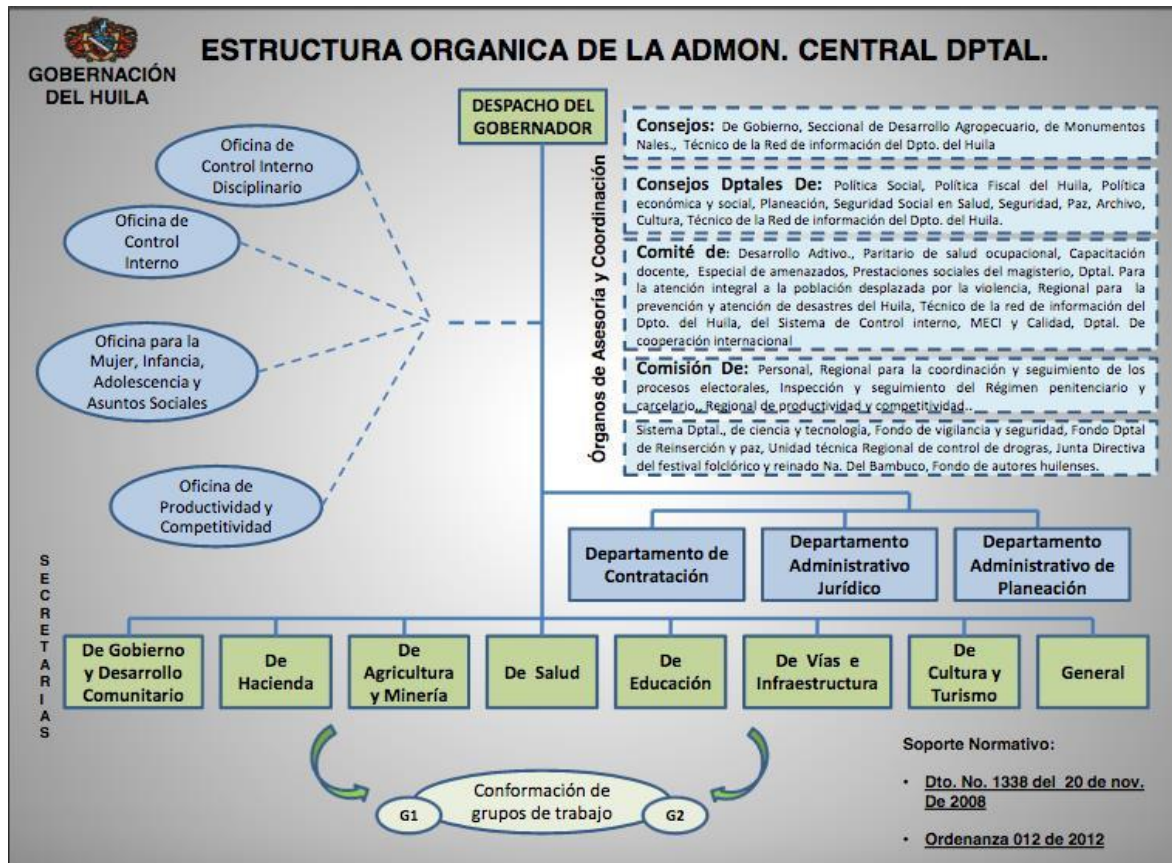 GOBERNACIÓN
DEL HUILA
ESTRUCTURA ORGANICA DE LA ADMON. CENTRAL DPTAL.
DESPACHO DEL
GOBERNADOR
Oficina de
Control Interno
Disciplinario
Oficina de
Control
Interno
Oficina para la
Mujer, Infancia,
Adolescencia y
Asuntos Sociales
Oficina de
Productividad y
Competitividad
Órganos de Asesoría y Coordinación
Consejos: De Gobierno, Seccional de Desarrollo Agropecuario, de Monumentos
Nales., Técnico de la Red de información del Dpto. del Huila
Consejos Dptales De: Política Social, Política Fiscal del Huila, Política
económica y social, Planeación, Seguridad Social en Salud, Seguridad, Paz, Archivo,
Cultura, Técnico de la Red de información del Dpto. del Huila.
Comité de: Desarrollo Adtivo., Paritario de salud ocupacional, Capacitación
docente, Especial de amenazados, Prestaciones sociales del magisterio, Dptal. Para
la atención integral a la población desplazada por la violencia, Regional para la
prevención y atención de desastres del Huila, Técnico de la red de información del
Dpto. del Huila, del Sistema de Control interno, MECI y Calidad, Dptal. De
cooperación internacional
Comisión De: Personal, Regional para la coordinación y seguimiento de los
procesos electorales, Inspección y seguimiento del Régimen penitenciario y
carcelario., Regional de productividad y competitividad..
Sistema Dptal., de ciencia y tecnología, Fondo de vigilancia y seguridad, Fondo Dptal
de Reinserción y paz, Unidad técnica Regional de control de drogras, Junta Directiva
del festival folclórico y reinado Na. Del Bambuco, Fondo de autores huilenses.
Departamento de
Contratación
Departamento
Administrativo
Jurídico
Departamento
Administrativo de
Planeación
SECRETARIAS
De Gobierno
y Desarrollo
Comunitario
De
Hacienda
De
Agricultura
y Minería
De Salud
De
Educación
De Vías e
Infraestructura
De
Cultura y
Turismo
General
Conformación de
grupos de trabajo
G1
G2
Soporte Normativo:
• Dto. No. 1338 del 20 de nov.
De 2008
• Ordenanza 012 de 2012